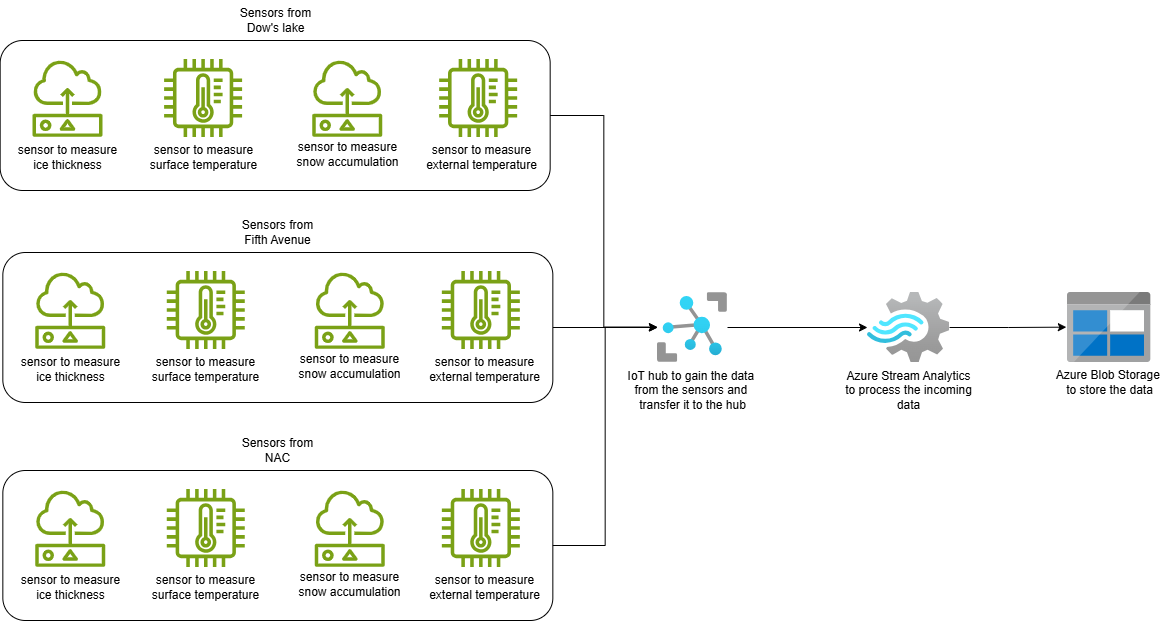 Sensors from
Dow's lake
sensor to measure
ice thickness
sensor to measure
surface temperature
sensor to measure
snow accumulation
sensor to measure
external temperature
Sensors from
Fifth Avenue
sensor to measure
ice thickness
sensor to measure
surface temperature
sensor to measure
snow accumulation
sensor to measure
external temperature
IoT hub to gain the data
from the sensors and
transfer it to the hub
Azure Stream Analytics
to process the incoming
data
Azure Blob Storage
to store the data
Sensors from
NAC
sensor to measure
ice thickness
sensor to measure
surface temperature
sensor to measure
snow accumulation
sensor to measure
external temperature